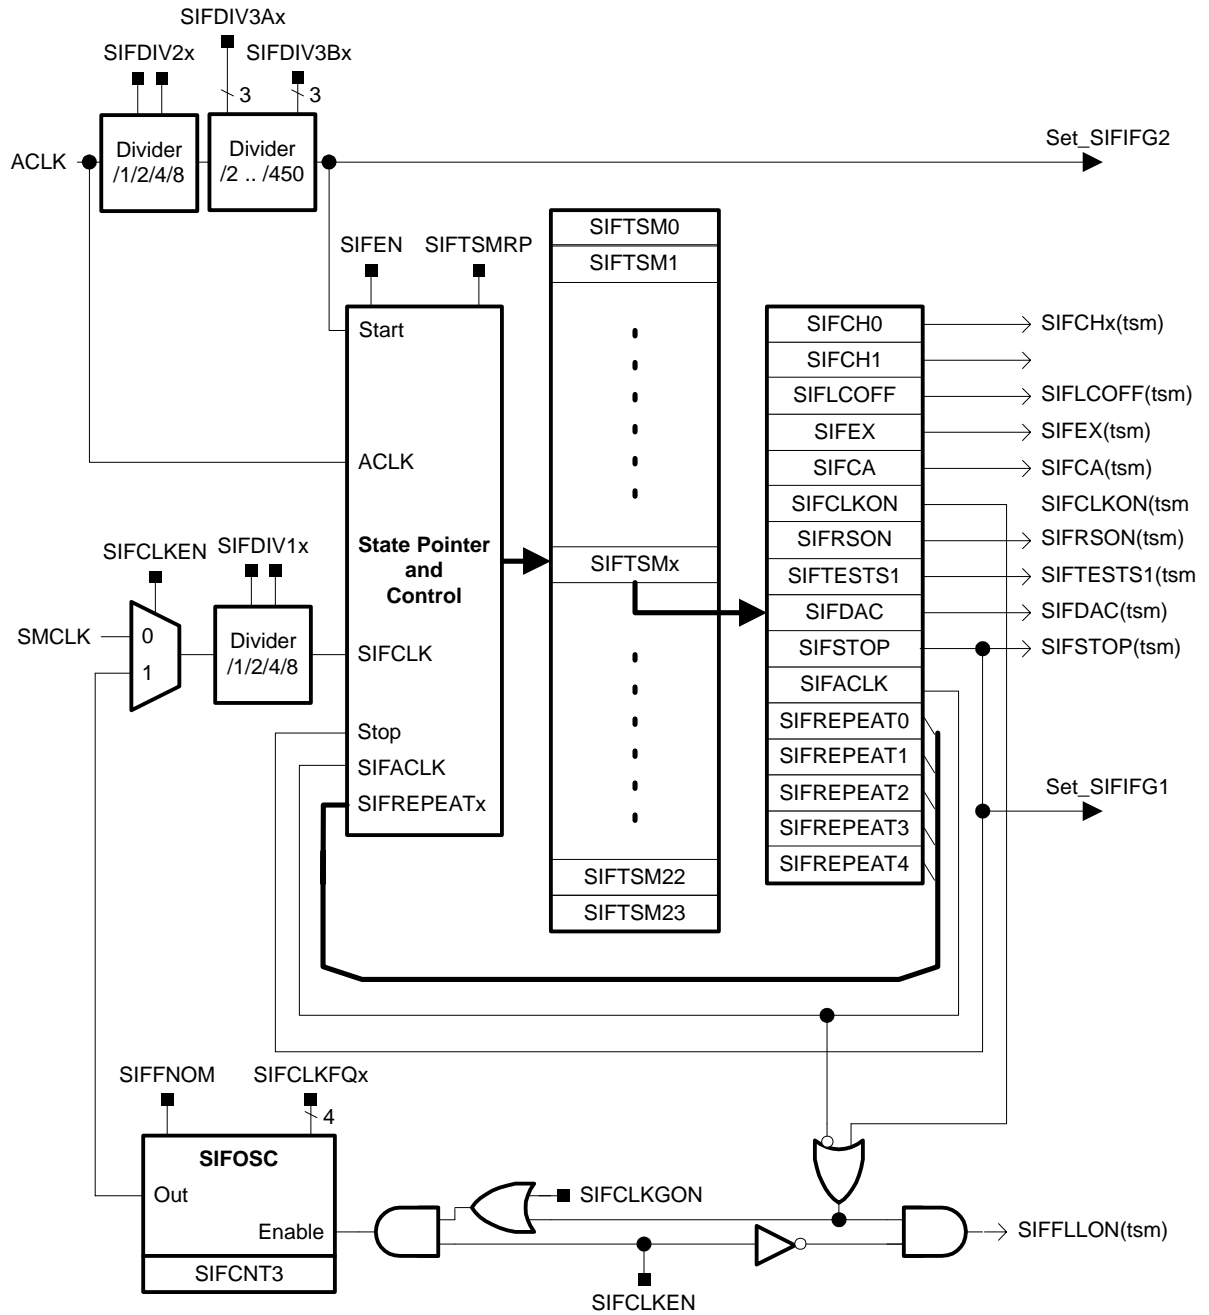 SIFDIV3Ax
SIFDIV2x
SIFDIV3Bx
3
3
ACLK
Divider
/1/2/4/8
Divider
/2 .. /450
Set_SIFIFG2
SIFEN
SIFTSMRP
SIFTSM0
SIFTSM1
Start
ACLK
State Pointer
and
Control
SIFCLK
Stop
SIFACLK
SIFREPEATx
SIFCLKEN
SIFDIV1x
SMCLK
0
1
Divider
/1/2/4/8
SIFTSMx
SIFTSM22
SIFTSM23
SIFCH0
SIFCH1
SIFLCOFF
SIFEX
SIFCA
SIFCLKON
SIFRSON
SIFTESTS1
SIFDAC
SIFSTOP
SIFACLK
SIFREPEAT0
SIFREPEAT1
SIFREPEAT2
SIFREPEAT3
SIFREPEAT4
SIFCHx(tsm)
SIFLCOFF(tsm)
SIFEX(tsm)
SIFCA(tsm)
SIFCLKON(tsm
SIFRSON(tsm)
SIFTESTS1(tsm
SIFDAC(tsm)
SIFSTOP(tsm)
Set_SIFIFG1
SIFFNOM
SIFCLKFQx
4
SIFOSC
Out
Enable
SIFCNT3
SIFCLKGON
SIFCLKEN
SIFFLLON(tsm)